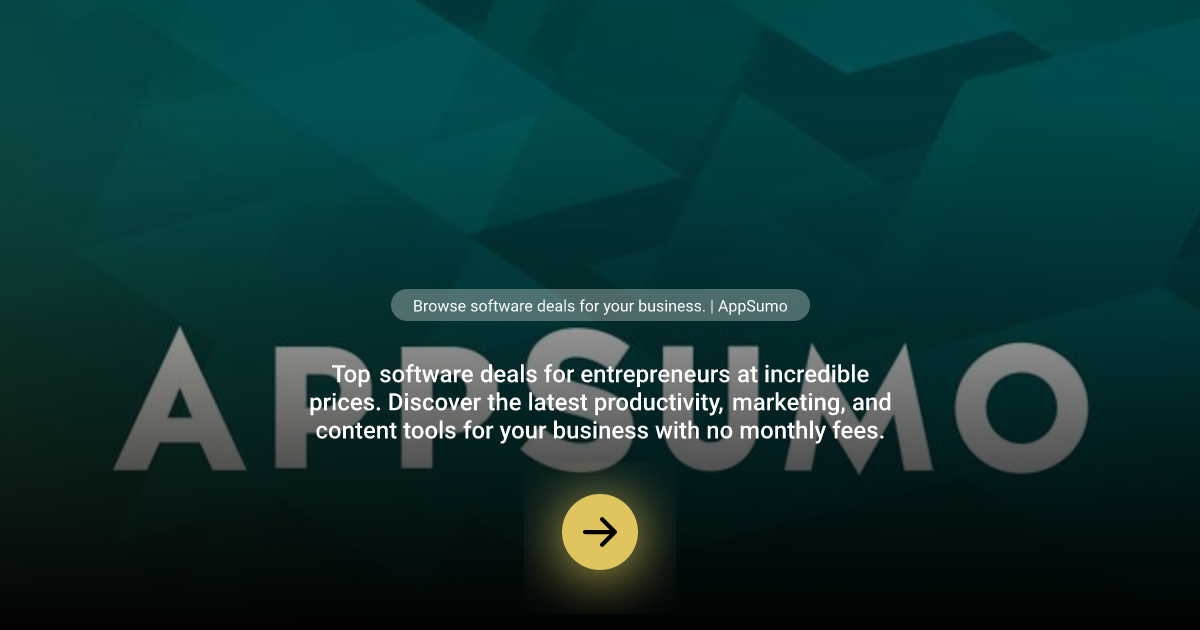 Browse software deals for your business. | AppSumo
APPSUMO
Top software deals for entrepreneurs at incredible
prices. Discover the latest productivity, marketing, and
content tools for your business with no monthly fees.